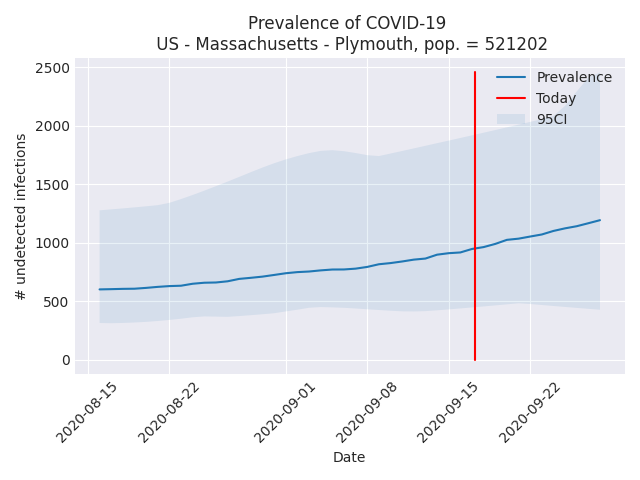 Prevalence of COVID-19
US - Massachusetts - Plymouth, pop. = 521202
2500
2000
1500
1000
500
0
# undetected infections
Prevalence
Today
95CI
2020-08-15
2020-08-22
2020-09-01
2020-09-08
2020-09-15
2020-09-22
Date